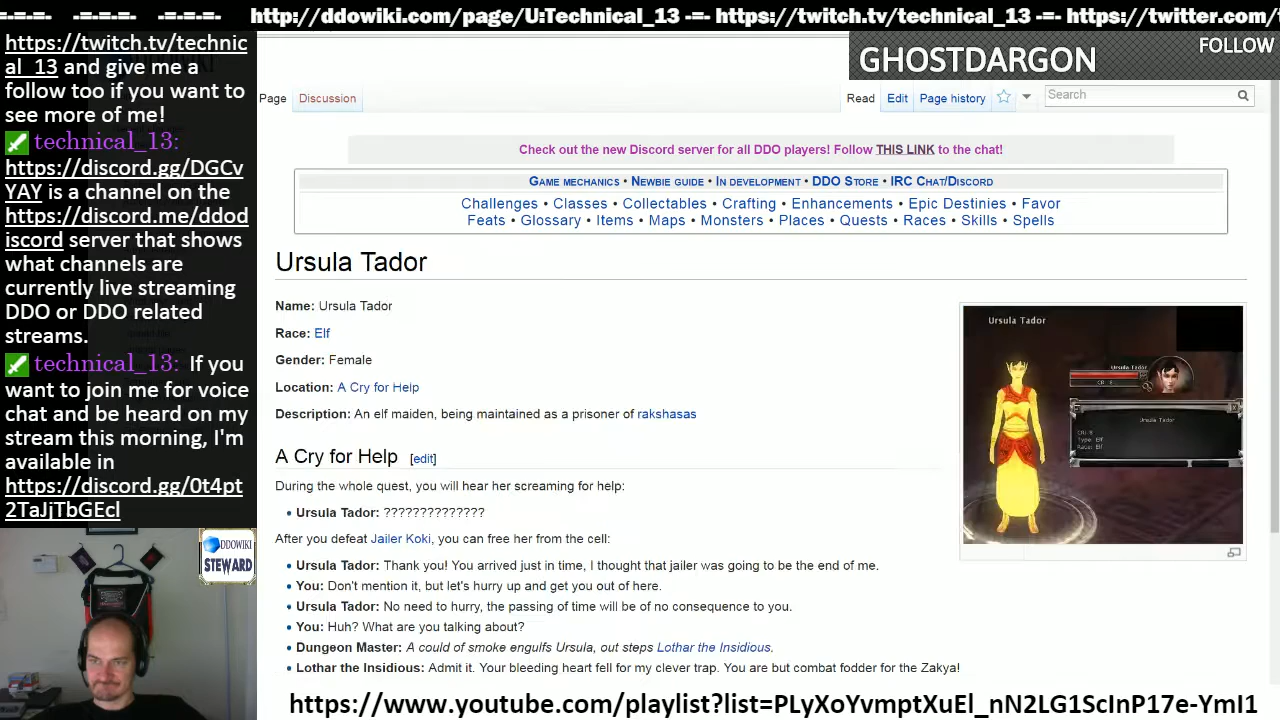 -=-=-=-   -=-=-=-   -=-=-=-   http://ddowiki.com/page/U:Technical_13 -=- https://twitch.tv/technical_13 -=- https://twitter.com/
https://twitch.tv/technic
al_13 and give me a
follow too if you want to
see more of me!
technical_13:
https://discord.gg/DGCv
YAY is a channel on the
https://discord.me/ddod
iscord server that shows
what channels are
currently live streaming
DDO or DDO related
streams.
technical_13: If you
want to join me for voice
chat and be heard on my
stream this morning, I'm
available in
https://discord.gg/0t4pt
2TaJjTbGEcl
DDOWIKI
STEWARD
GHOSTDARGON
FOLLOW
Page Discussion Read Edit Page history Search
Check out the new Discord server for all DDO players! Follow THIS LINK to the chat!
Game mechanics • Newbie guide • In development • DDO Store • IRC Chat/Discord
Challenges • Classes • Collectables • Crafting • Enhancements • Epic Destinies • Favor
Feats • Glossary • Items • Maps • Monsters • Places • Quests • Races • Skills • Spells
Ursula Tador
Name: Ursula Tador
Race: Elf
Gender: Female
Location: A Cry for Help
Description: An elf maiden, being maintained as a prisoner of rakshasas
Ursula Tador
Ursula Tador
CR: 8
Ursula Tador
CR: 8
Type: Elf
Race: Elf
A Cry for Help [edit]
During the whole quest, you will hear her screaming for help:
• Ursula Tador: ??????????????
After you defeat Jailer Koki, you can free her from the cell:
• Ursula Tador: Thank you! You arrived just in time, I thought that jailer was going to be the end of me.
• You: Don't mention it, but let's hurry up and get you out of here.
• Ursula Tador: No need to hurry, the passing of time will be of no consequence to you.
• You: Huh? What are you talking about?
• Dungeon Master: A could of smoke engulfs Ursula, out steps Lothar the Insidious.
• Lothar the Insidious: Admit it. Your bleeding heart fell for my clever trap. You are but combat fodder for the Zakya!
https://www.youtube.com/playlist?list=PLyXoYvmptXuEl_nN2LG1ScInP17e-YmI1